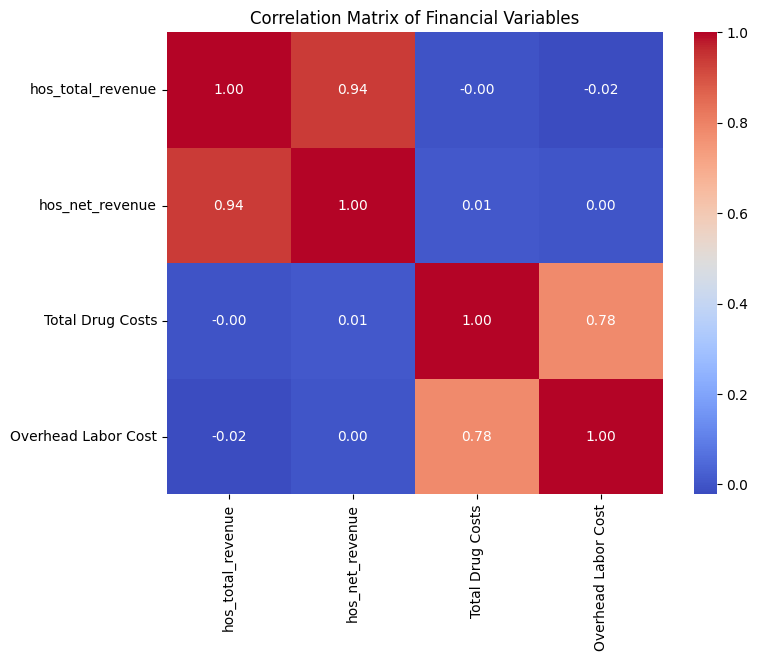 Correlation Matrix of Financial Variables
hos_total_revenue 1.00 0.94 -0.00 -0.02
hos_net_revenue 0.94 1.00 0.01 0.00
Total Drug Costs -0.00 0.01 1.00 0.78
Overhead Labor Cost -0.02 0.00 0.78 1.00
hos_total_revenue
hos_net_revenue
Total Drug Costs
Overhead Labor Cost
1.0
0.8
0.6
0.4
0.2
0.0